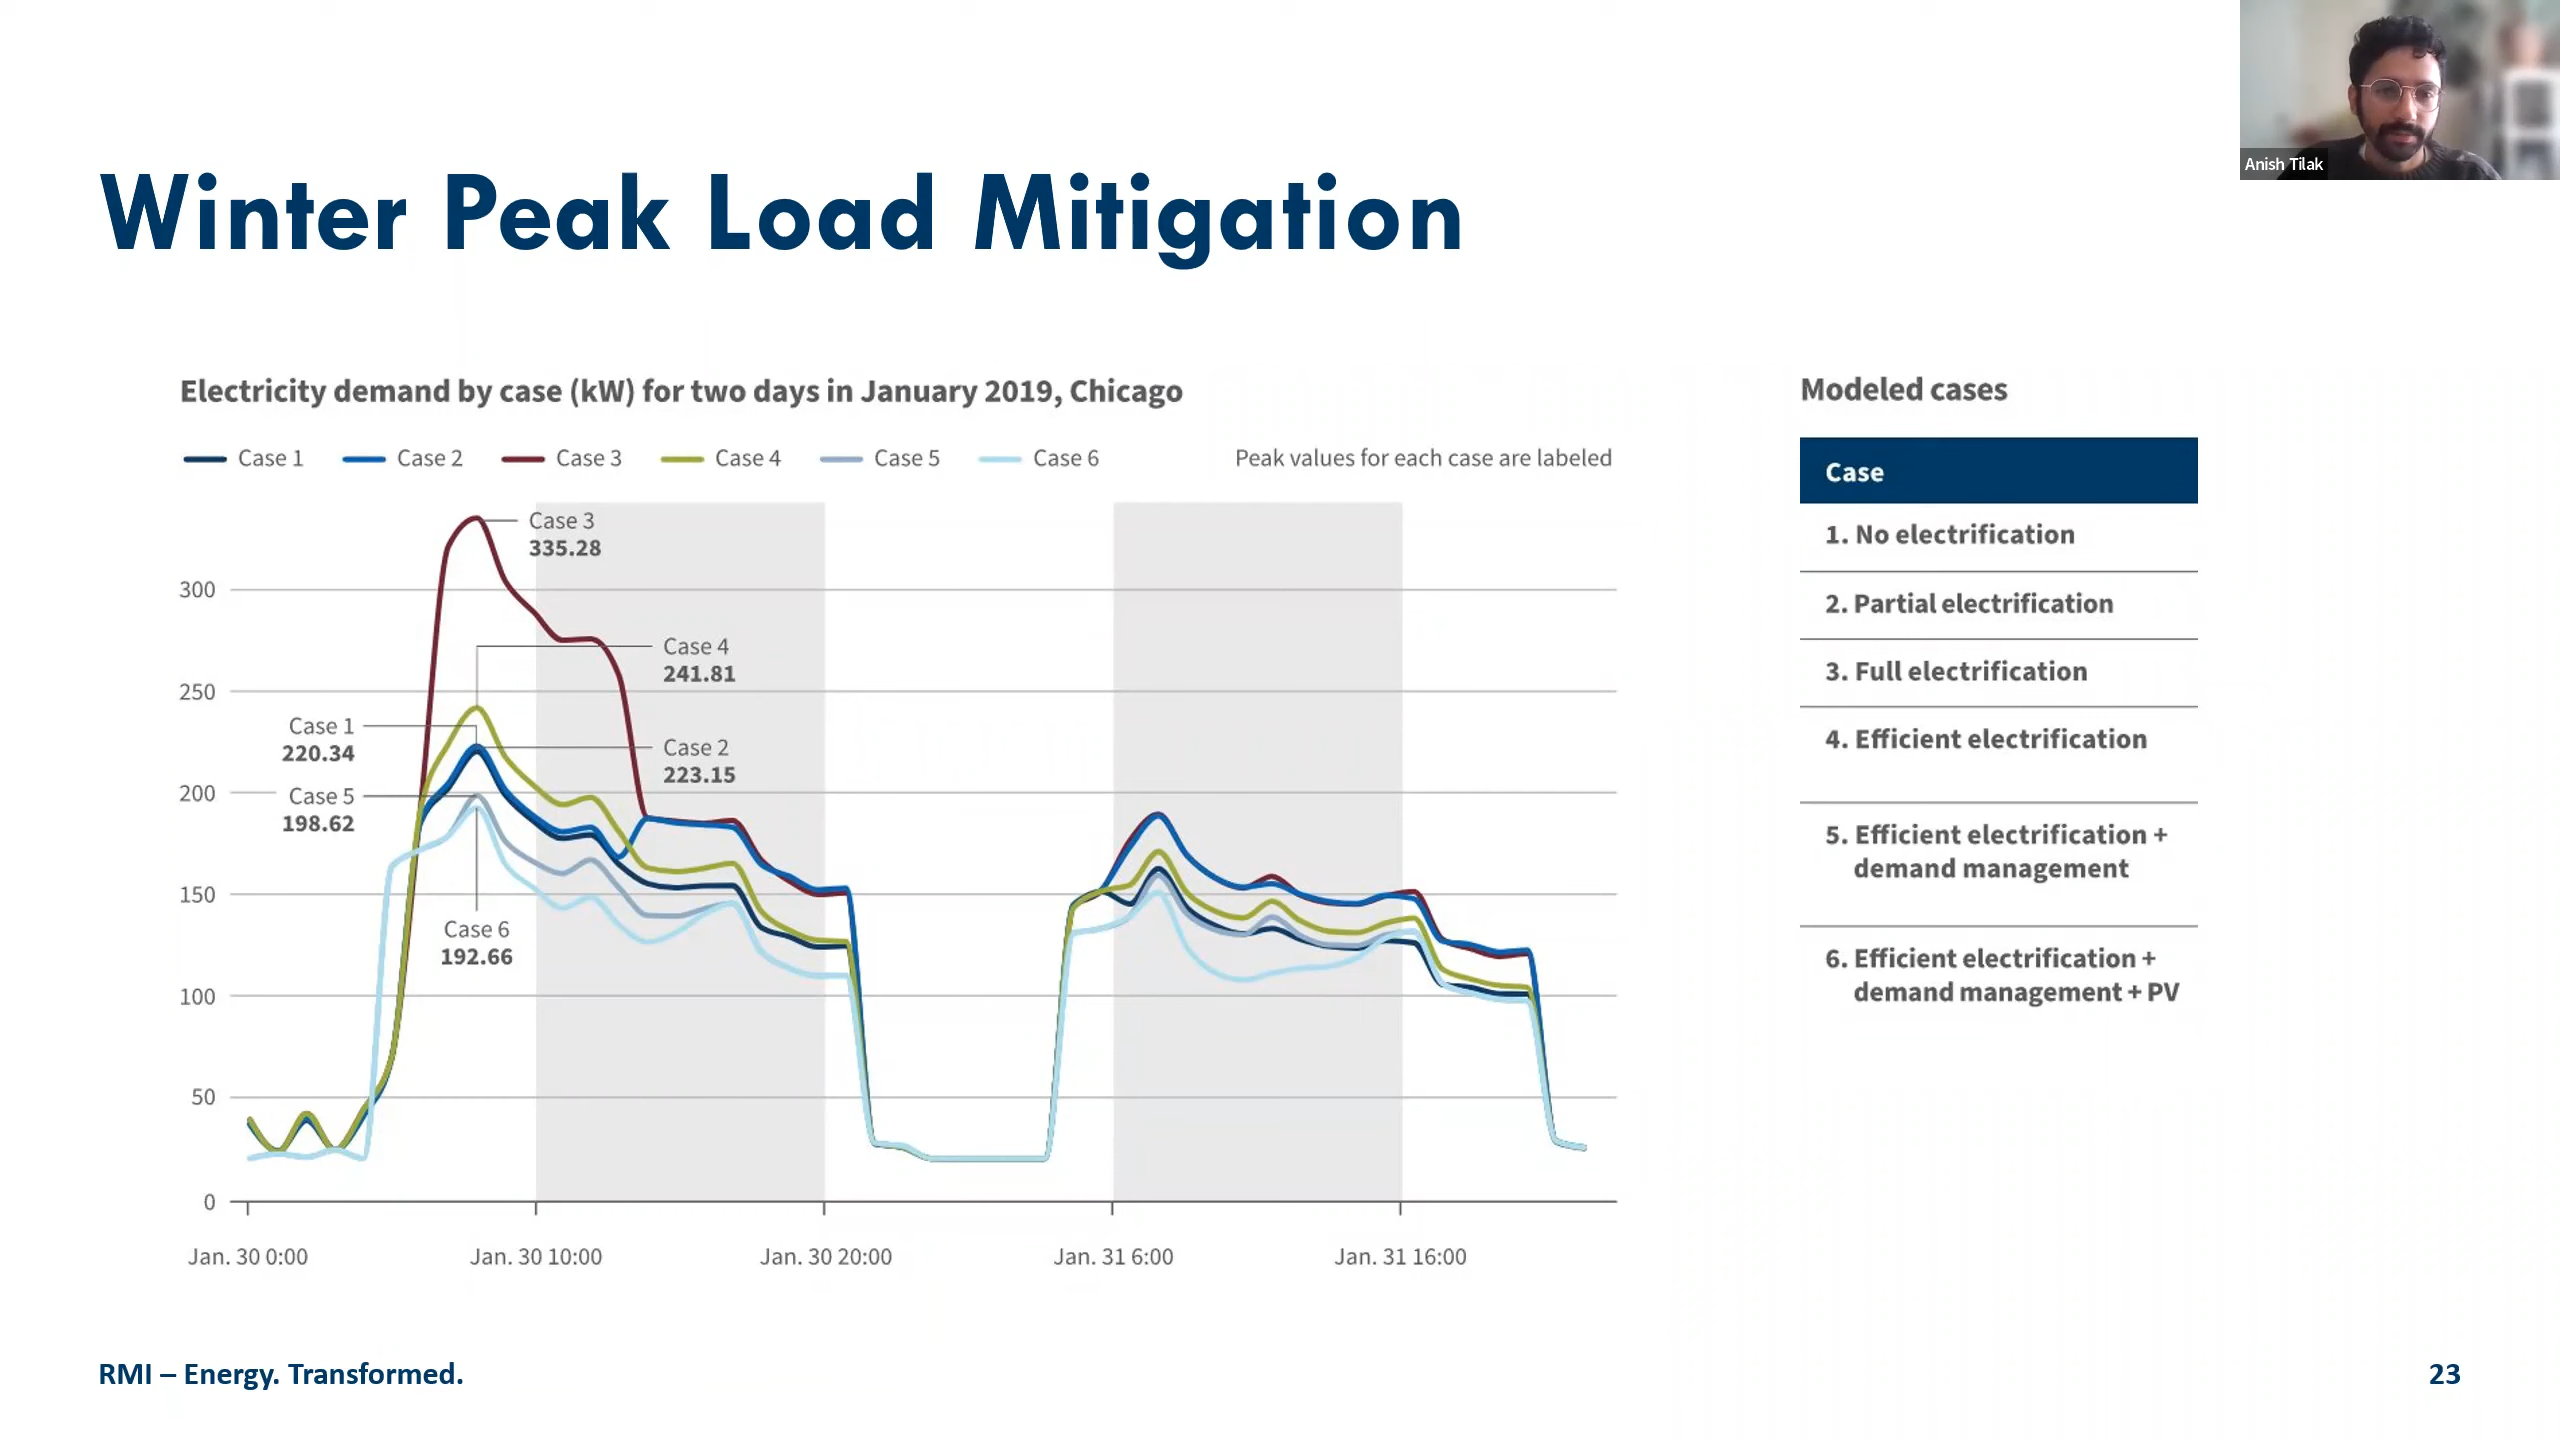 Anish Tilak
Winter Peak Load Mitigation
Electricity demand by case (kW) for two days in January 2019, Chicago
Case 1
Case 2
Case 3
Case 4
Case 5
Case 6
Peak values for each case are labeled
Case 3
335.28
Case 4
241.81
Case 1
220.34
Case 2
223.15
Case 5
198.62
Case 6
192.66
300
250
200
150
100
50
0
Jan. 30 0:00
Jan. 30 10:00
Jan. 30 20:00
Jan. 31 6:00
Jan. 31 16:00
Modeled cases
Case
1. No electrification
2. Partial electrification
3. Full electrification
4. Efficient electrification
5. Efficient electrification +
demand management
6. Efficient electrification +
demand management + PV
RMI – Energy. Transformed.
23